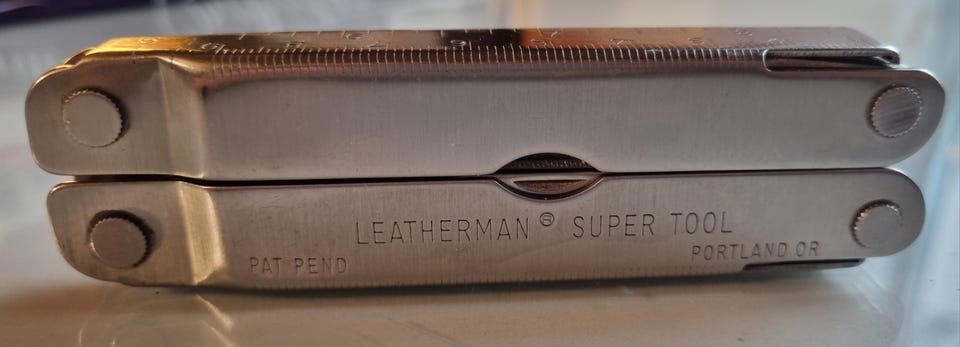 LEATHERMAN® SUPER TOOL
PAT PEND
PORTLAND OR